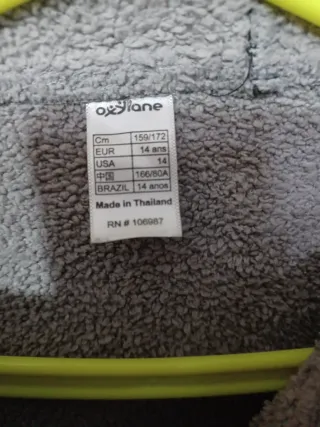 oxylane
Cm 159/172
EUR 14 ans
USA 14
中国 166/80A
BRAZIL 14 anos
Made in Thailand
RN # 106987